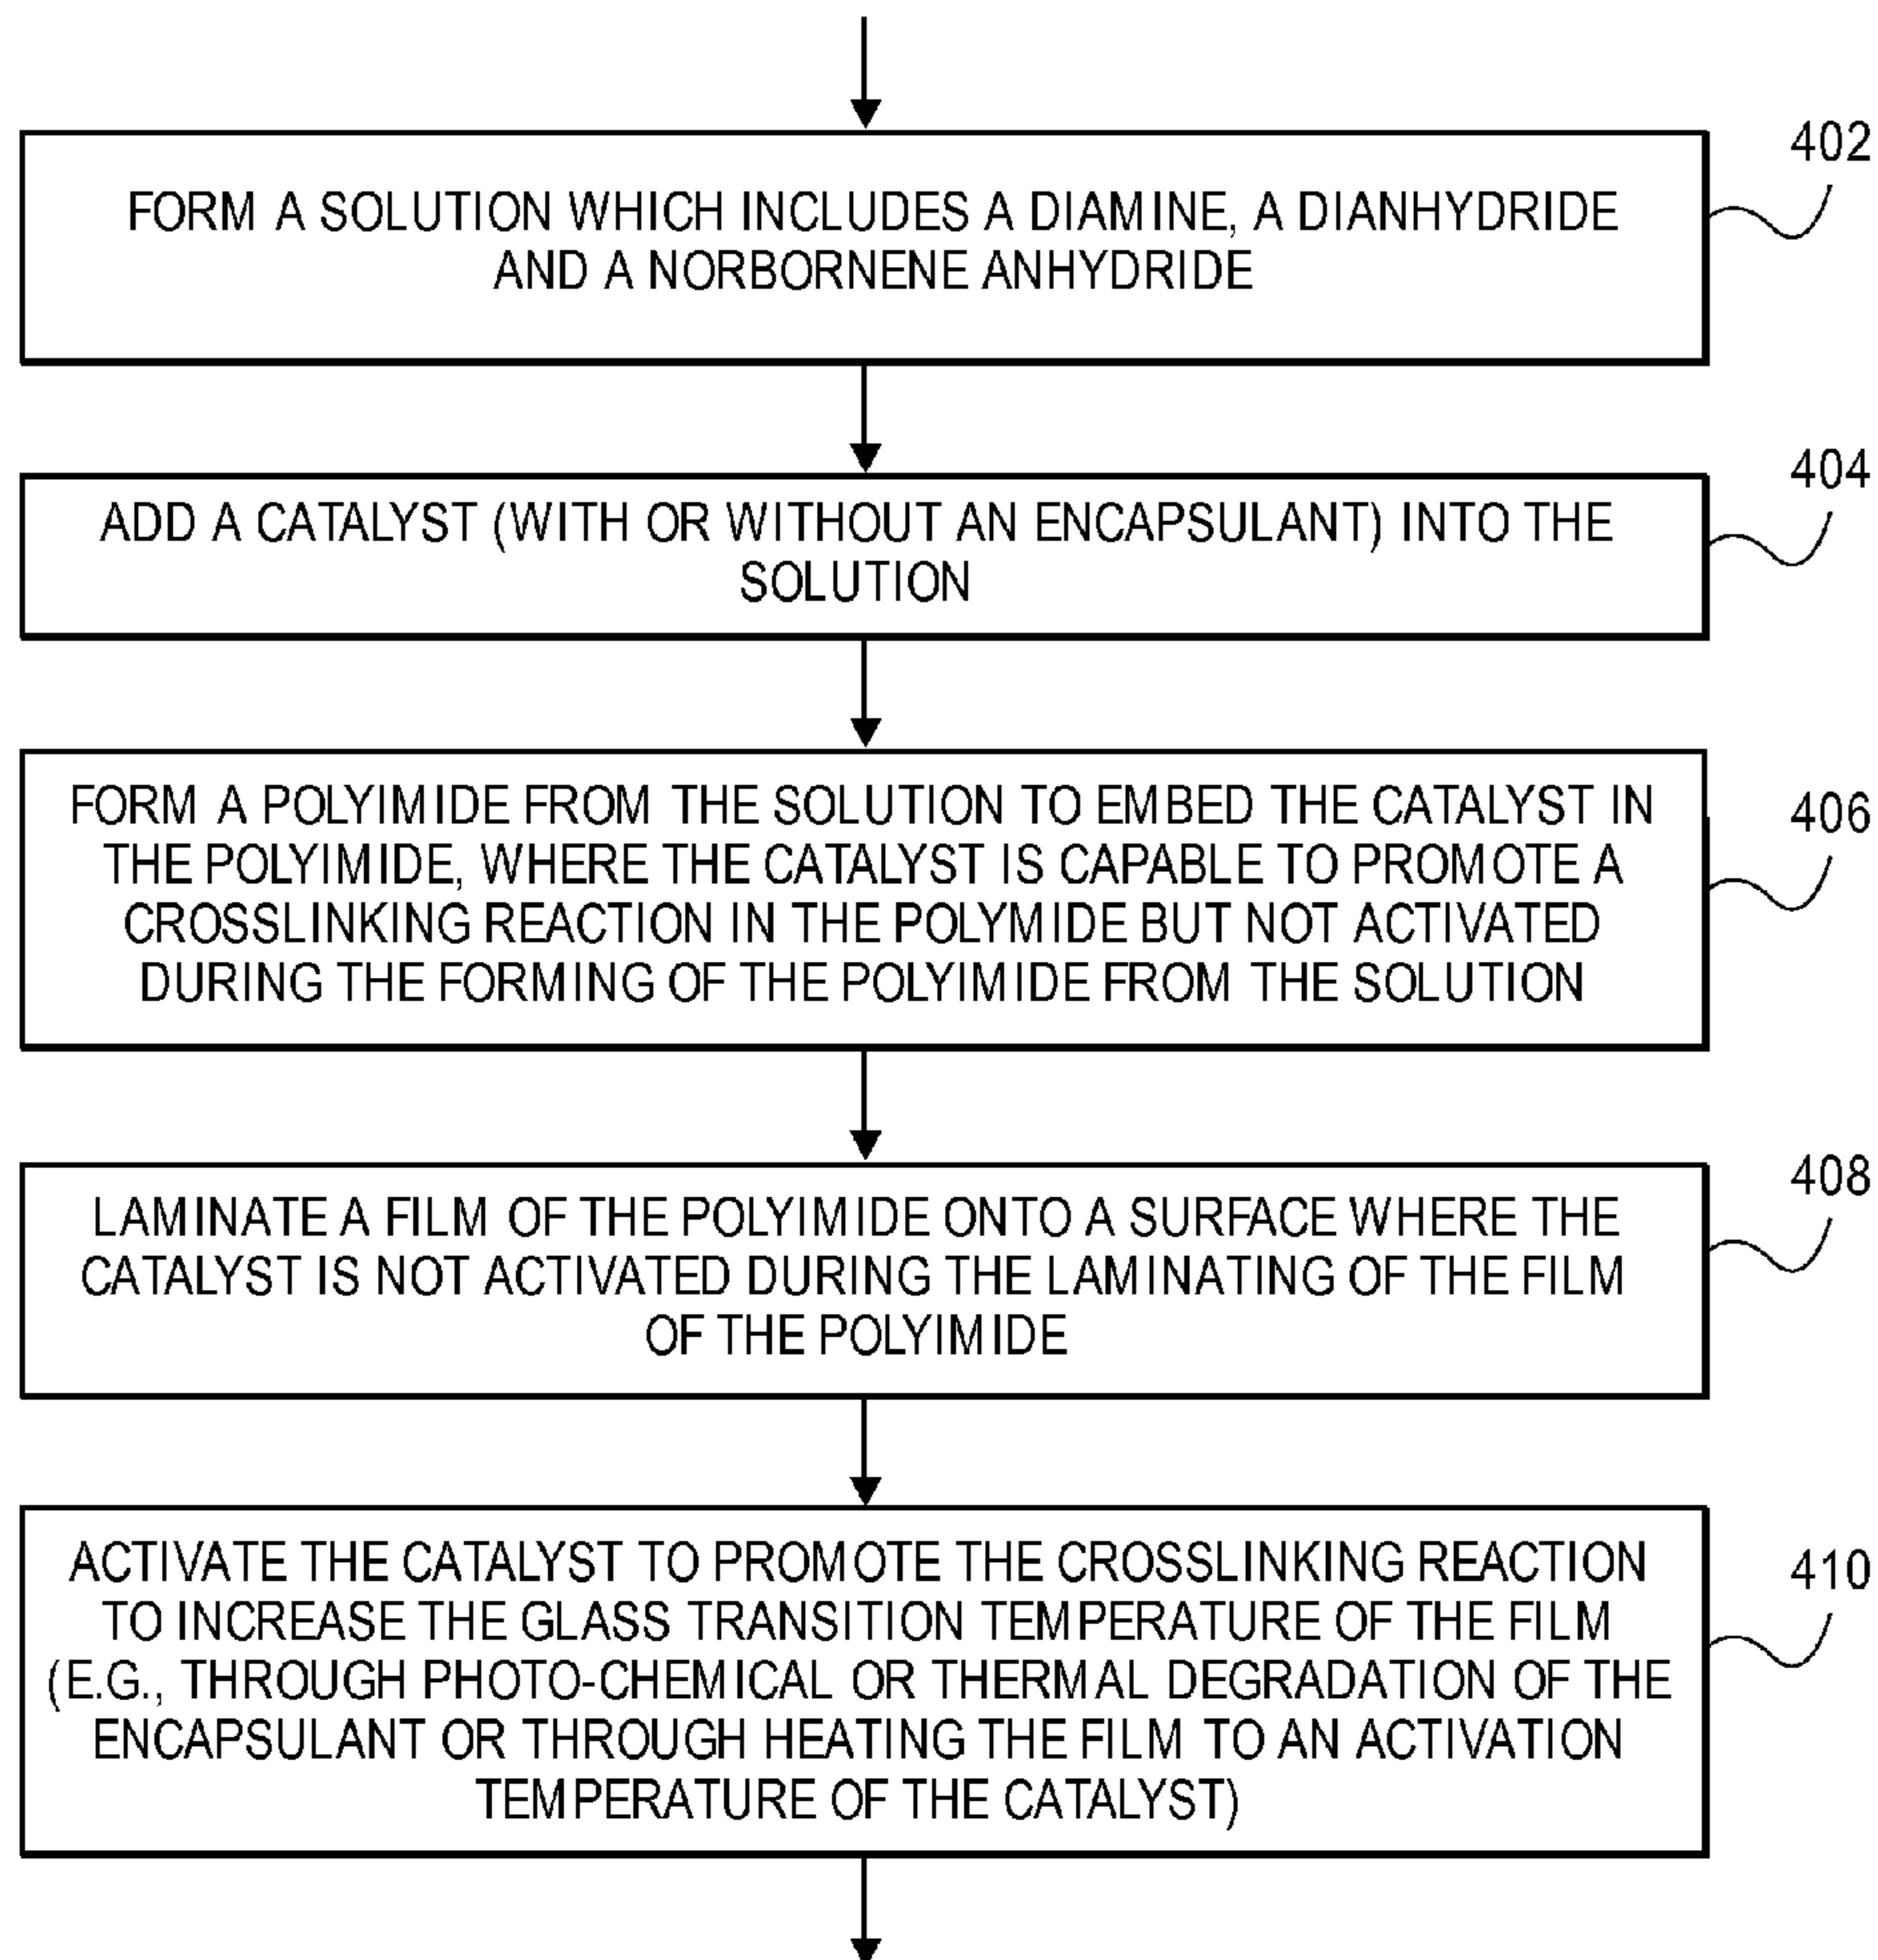 402
FORM A SOLUTION WHICH INCLUDES A DIAMINE, A DIANHYDRIDE
AND A NORBORNENE ANHYDRIDE
404
ADD A CATALYST (WITH OR WITHOUT AN ENCAPSULANT) INTO THE
SOLUTION
406
FORM A POLYIMIDE FROM THE SOLUTION TO EMBED THE CATALYST IN
THE POLYIMIDE, WHERE THE CATALYST IS CAPABLE TO PROMOTE A
CROSSLINKING REACTION IN THE POLYMIDE BUT NOT ACTIVATED
DURING THE FORMING OF THE POLYIMIDE FROM THE SOLUTION
408
LAMINATE A FILM OF THE POLYIMIDE ONTO A SURFACE WHERE THE
CATALYST IS NOT ACTIVATED DURING THE LAMINATING OF THE FILM
OF THE POLYIMIDE
410
ACTIVATE THE CATALYST TO PROMOTE THE CROSSLINKING REACTION
TO INCREASE THE GLASS TRANSITION TEMPERATURE OF THE FILM
(E.G., THROUGH PHOTO-CHEMICAL OR THERMAL DEGRADATION OF THE
ENCAPSULANT OR THROUGH HEATING THE FILM TO AN ACTIVATION
TEMPERATURE OF THE CATALYST)